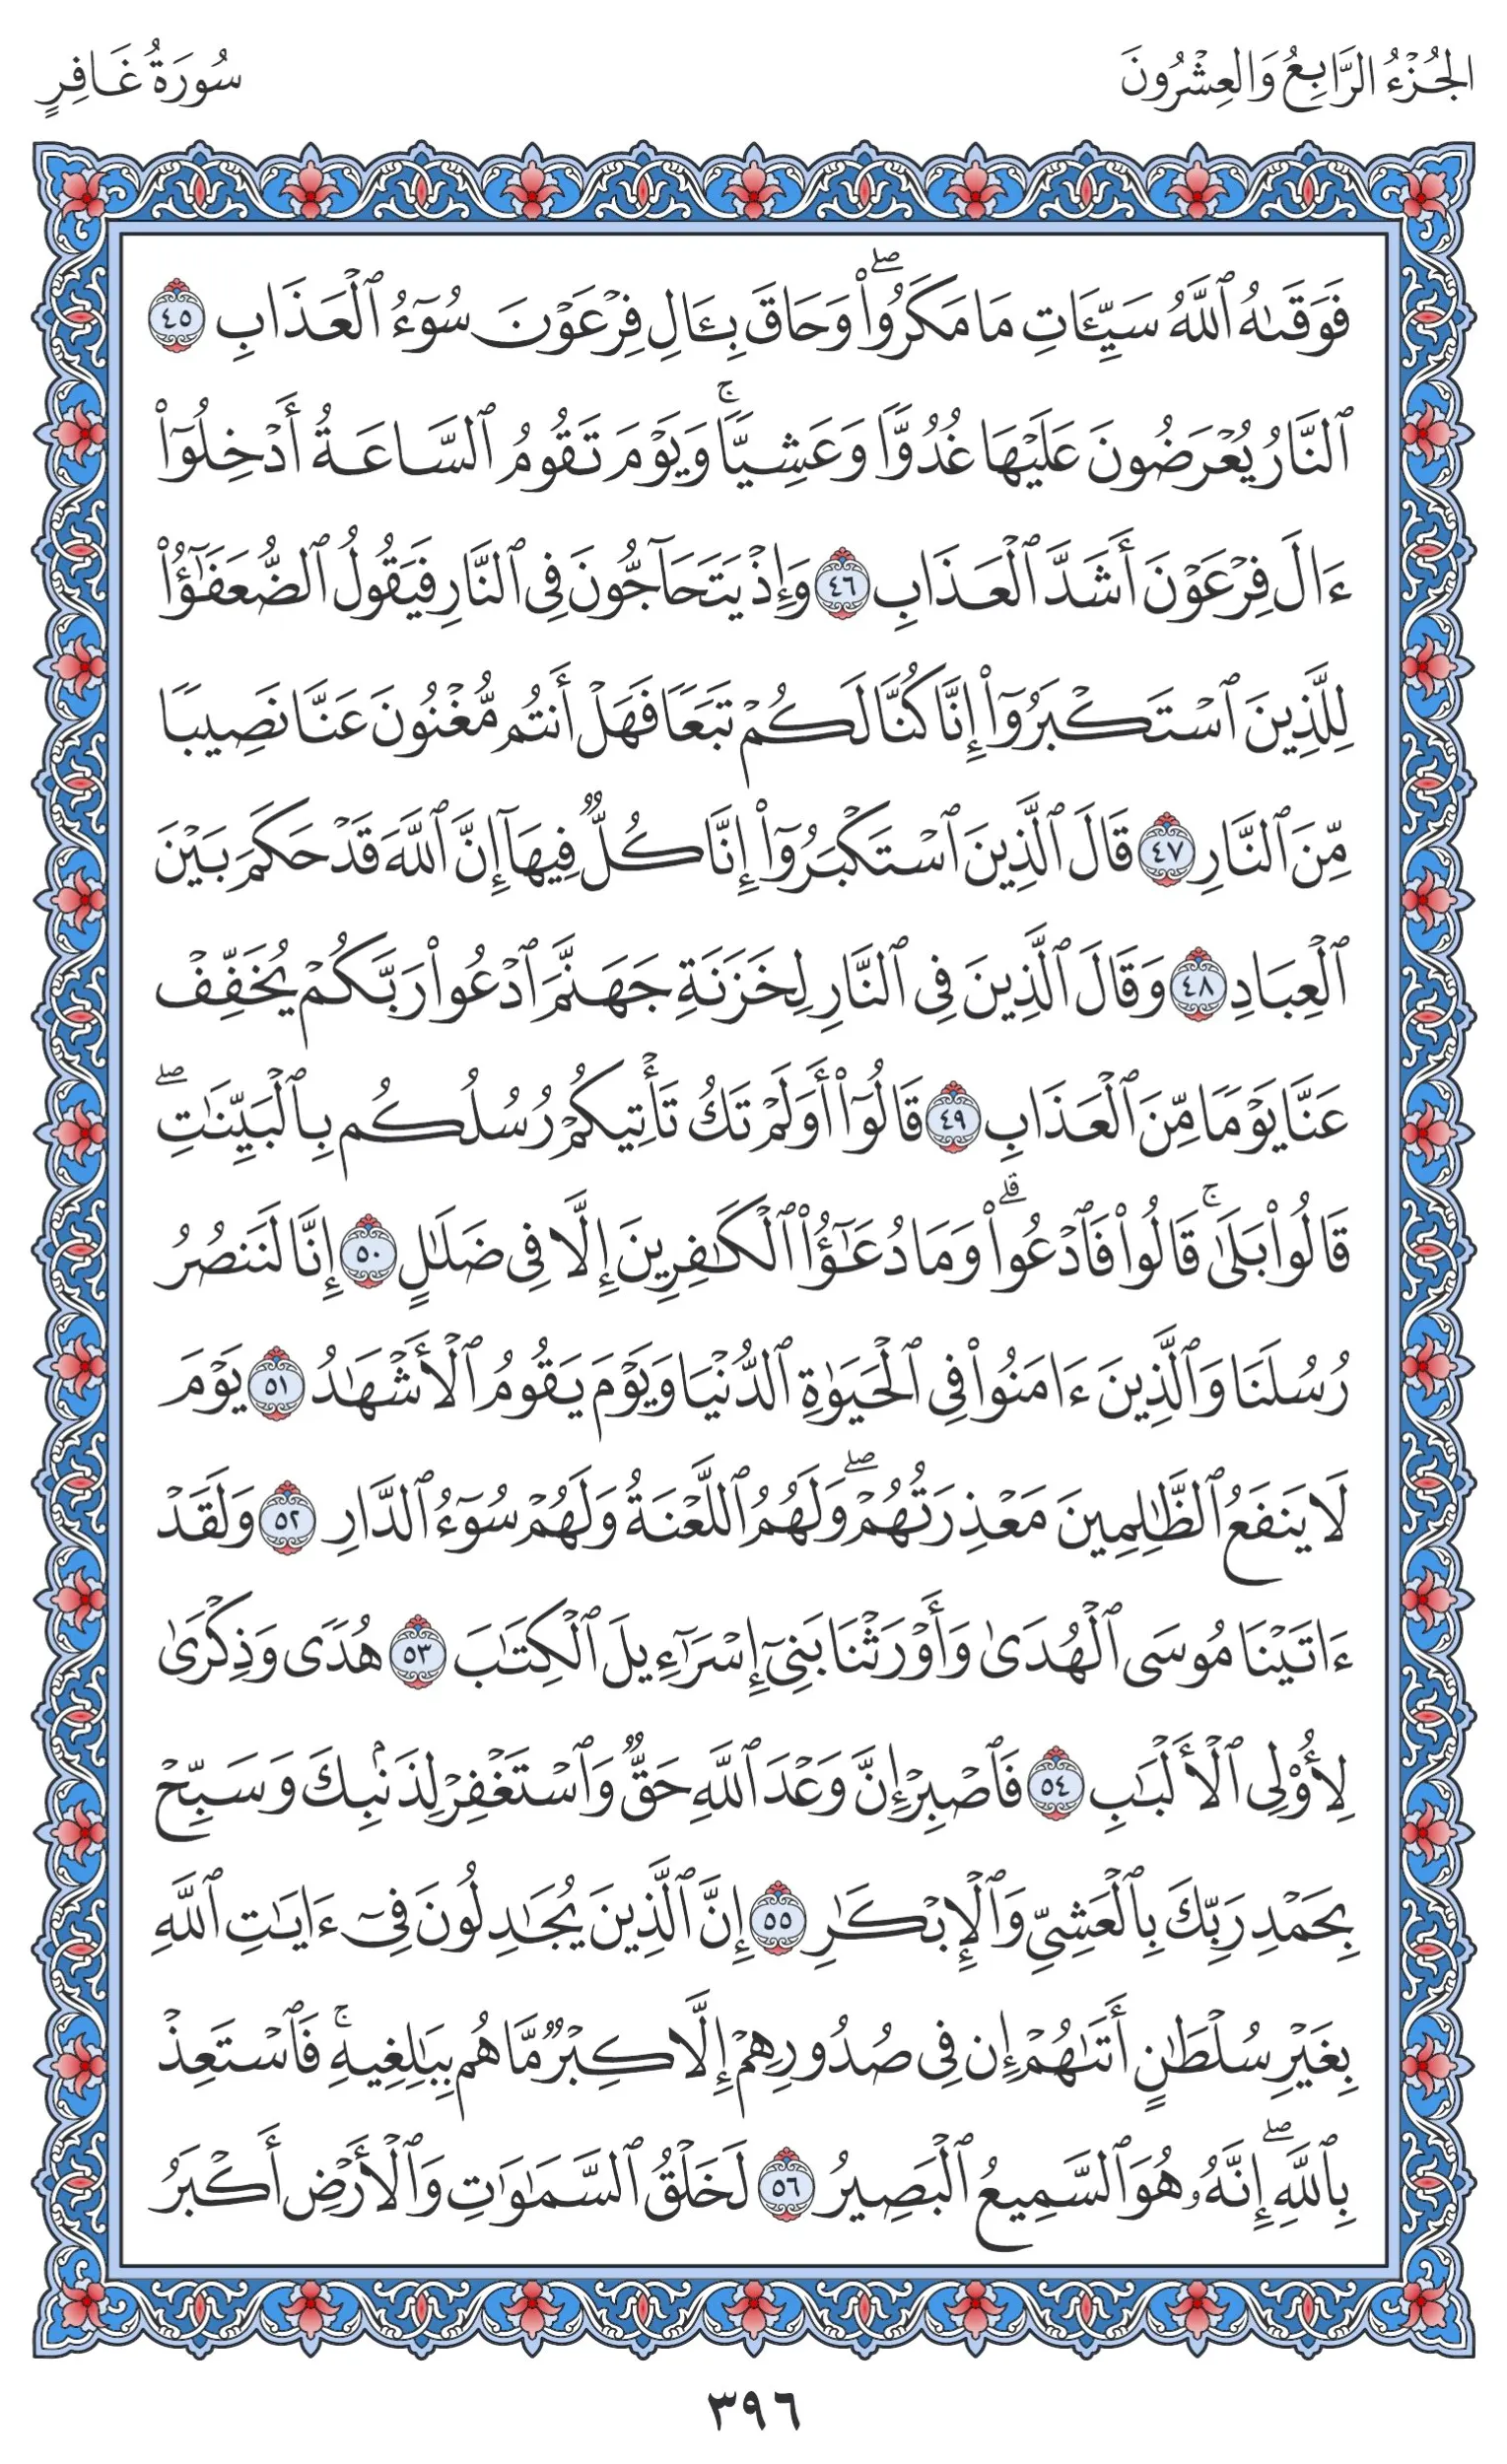 الجُزْءُ الرَّابِعُ وَالعِشْرُونَ
سُورَةُ غَافِرٍ
فَوَقَىٰهُ ٱللَّهُ سَيِّـَٔاتِ مَا مَكَرُوا۟ۖ وَحَاقَ بِـَٔالِ فِرْعَوْنَ سُوٓءُ ٱلْعَذَابِ ٤٥
ٱلنَّارُ يُعْرَضُونَ عَلَيْهَا غُدُوًّا وَعَشِيًّاۚ وَيَوْمَ تَقُومُ ٱلسَّاعَةُ أَدْخِلُوٓا۟
ءَالَ فِرْعَوْنَ أَشَدَّ ٱلْعَذَابِ ٤٦ وَإِذْ يَتَحَآجُّونَ فِى ٱلنَّارِ فَيَقُولُ ٱلضُّعَفَـٰٓؤُا۟
لِلَّذِينَ ٱسْتَكْبَرُوٓا۟ إِنَّا كُنَّا لَكُمْ تَبَعًا فَهَلْ أَنتُم مُّغْنُونَ عَنَّا نَصِيبًا
مِّنَ ٱلنَّارِ ٤٧ قَالَ ٱلَّذِينَ ٱسْتَكْبَرُوٓا۟ إِنَّا كُلٌّ فِيهَآ إِنَّ ٱللَّهَ قَدْ حَكَمَ بَيْنَ
ٱلْعِبَادِ ٤٨ وَقَالَ ٱلَّذِينَ فِى ٱلنَّارِ لِخَزَنَةِ جَهَنَّمَ ٱدْعُوا۟ رَبَّكُمْ يُخَفِّفْ
عَنَّا يَوْمًا مِّنَ ٱلْعَذَابِ ٤٩ قَالُوٓا۟ أَوَلَمْ تَكُ تَأْتِيكُمْ رُسُلُكُم بِٱلْبَيِّنَـٰتِۖ
قَالُوا۟ بَلَىٰۚ قَالُوا۟ فَٱدْعُوا۟ۗ وَمَا دُعَـٰٓؤُا۟ ٱلْكَـٰفِرِينَ إِلَّا فِى ضَلَـٰلٍ ٥٠ إِنَّا لَنَنصُرُ
رُسُلَنَا وَٱلَّذِينَ ءَامَنُوا۟ فِى ٱلْحَيَوٰةِ ٱلدُّنْيَا وَيَوْمَ يَقُومُ ٱلْأَشْهَـٰدُ ٥١ يَوْمَ
لَا يَنفَعُ ٱلظَّـٰلِمِينَ مَعْذِرَتُهُمْۖ وَلَهُمُ ٱللَّعْنَةُ وَلَهُمْ سُوٓءُ ٱلدَّارِ ٥٢ وَلَقَدْ
ءَاتَيْنَا مُوسَى ٱلْهُدَىٰ وَأَوْرَثْنَا بَنِىٓ إِسْرَٰٓءِيلَ ٱلْكِتَـٰبَ ٥٣ هُدًى وَذِكْرَىٰ
لِأُو۟لِى ٱلْأَلْبَـٰبِ ٥٤ فَٱصْبِرْ إِنَّ وَعْدَ ٱللَّهِ حَقٌّ وَٱسْتَغْفِرْ لِذَنۢبِكَ وَسَبِّحْ
بِحَمْدِ رَبِّكَ بِٱلْعَشِىِّ وَٱلْإِبْكَـٰرِ ٥٥ إِنَّ ٱلَّذِينَ يُجَـٰدِلُونَ فِىٓ ءَايَـٰتِ ٱللَّهِ
بِغَيْرِ سُلْطَـٰنٍ أَتَىٰهُمْ إِن فِى صُدُورِهِمْ إِلَّا كِبْرٌ مَّا هُم بِبَـٰلِغِيهِۚ فَٱسْتَعِذْ
بِٱللَّهِۖ إِنَّهُۥ هُوَ ٱلسَّمِيعُ ٱلْبَصِيرُ ٥٦ لَخَلْقُ ٱلسَّمَـٰوَٰتِ وَٱلْأَرْضِ أَكْبَرُ
٣٩٦